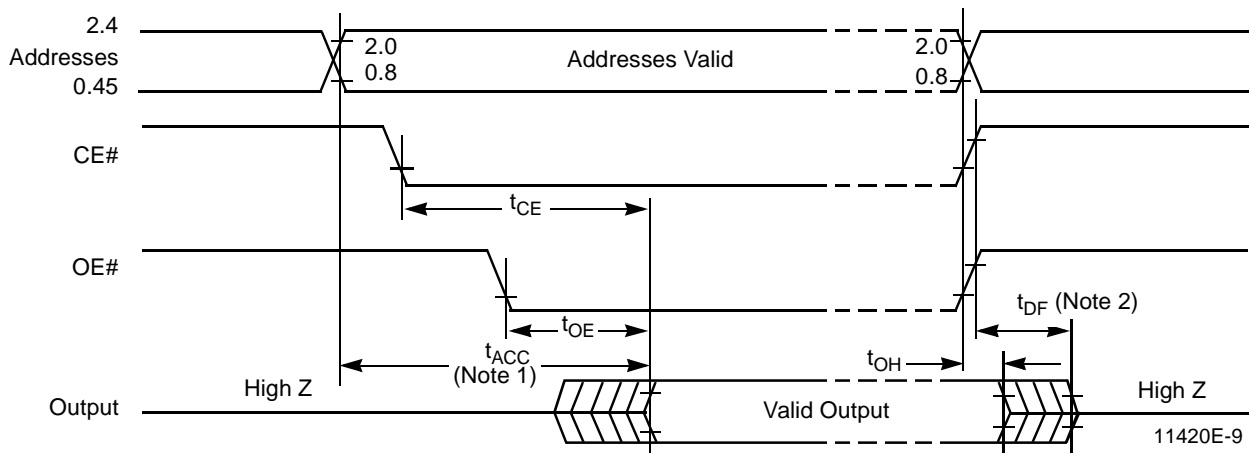 2.4
Addresses
0.45
2.0
0.8
Addresses Valid
2.0
0.8
CE#
tCE
OE#
tOE
tDF (Note 2)
tACC
(Note 1)
tOH
Output
High Z
Valid Output
High Z
11420E-9